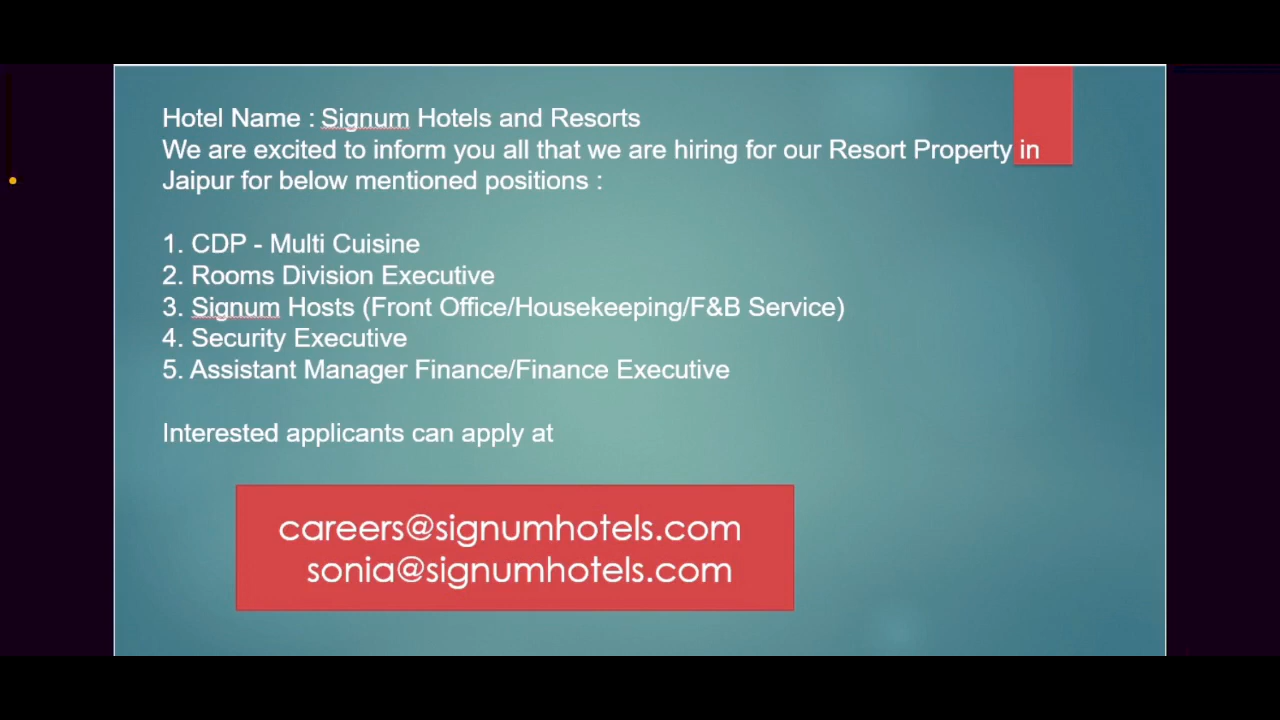 Hotel Name : Signum Hotels and Resorts
We are excited to inform you all that we are hiring for our Resort Property in
Jaipur for below mentioned positions :
1. CDP - Multi Cuisine
2. Rooms Division Executive
3. Signum Hosts (Front Office/Housekeeping/F&B Service)
4. Security Executive
5. Assistant Manager Finance/Finance Executive
Interested applicants can apply at
careers@signumhotels.com
sonia@signumhotels.com